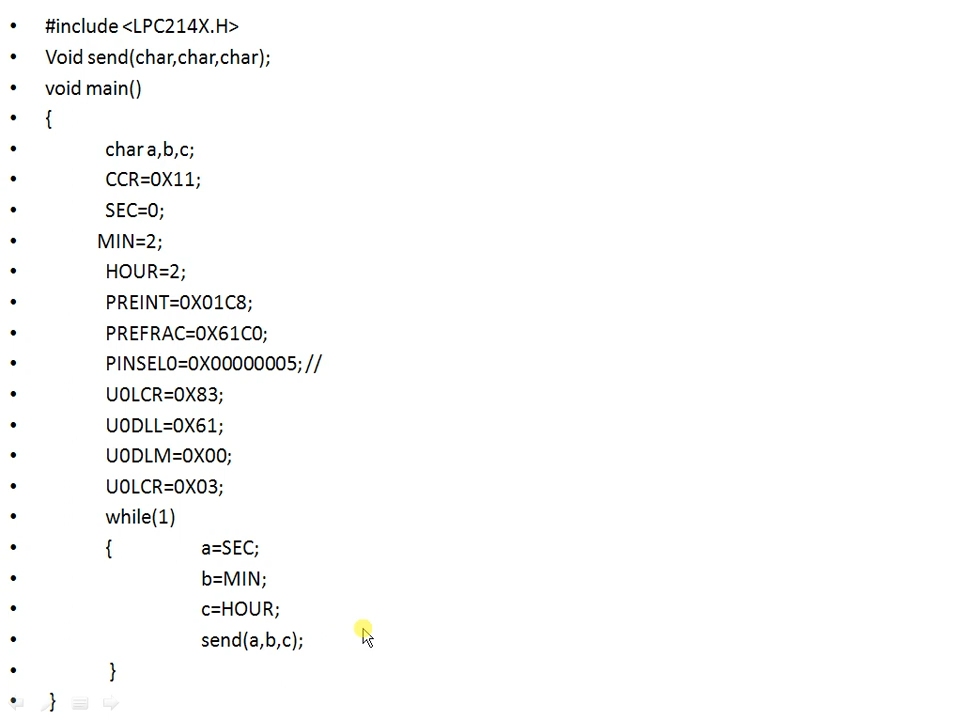 • #include <LPC214X.H>
• Void send(char,char,char);
• void main()
• {
• char a,b,c;
• CCR=0X11;
• SEC=0;
• MIN=2;
• HOUR=2;
• PREINT=0X01C8;
• PREFRAC=0X61C0;
• PINSEL0=0X00000005; //
• U0LCR=0X83;
• U0DLL=0X61;
• U0DLM=0X00;
• U0LCR=0X03;
• while(1)
• { a=SEC;
• b=MIN;
• c=HOUR;
• send(a,b,c);
• }
• }